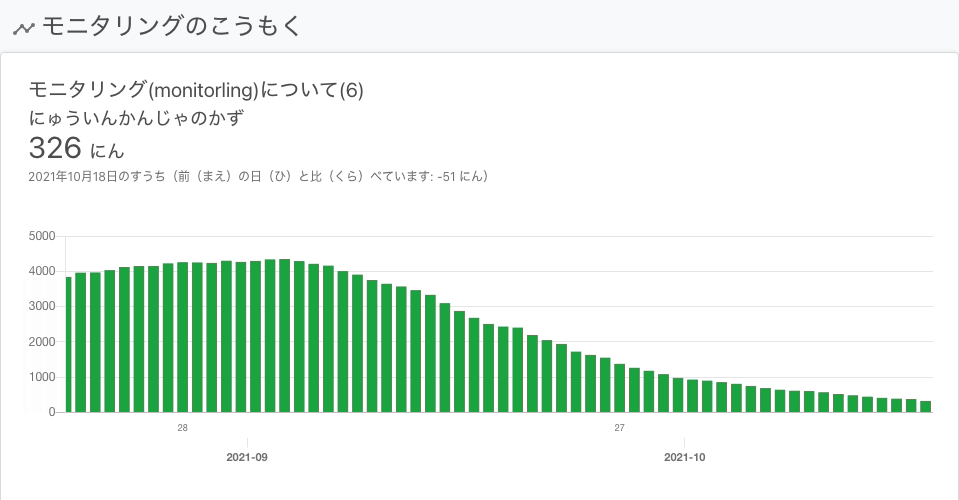 モニタリングのこうもく
モニタリング(monitorling)について(6)
にゅういんかんじゃのかず
326 にん
2021年10月18日のすうち（前（まえ）の日（ひ）と比（くら）べています: -51 にん）
5000
4000
3000
2000
1000
0
28
27
2021-09
2021-10